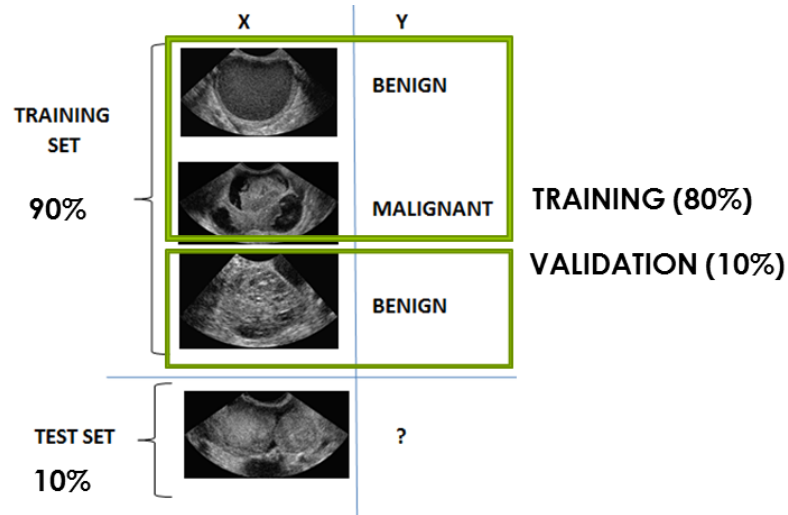 X Y
BENIGN
TRAINING
SET
90%
MALIGNANT
TRAINING (80%)
VALIDATION (10%)
BENIGN
TEST SET
10%
?